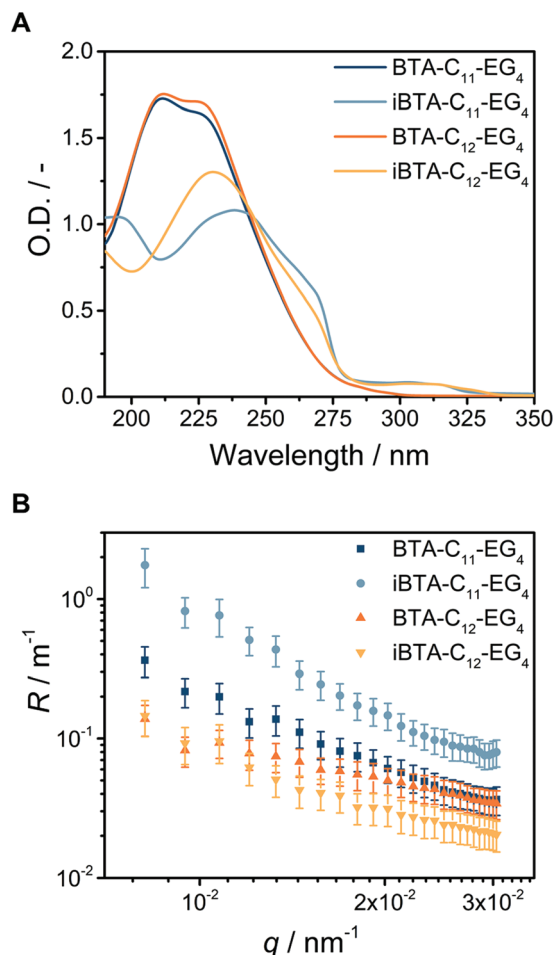 A
2.0
1.5
1.0
0.5
0.0
O.D. / -
BTA-C₁₁-EG₄
iBTA-C₁₁-EG₄
BTA-C₁₂-EG₄
iBTA-C₁₂-EG₄
200 225 250 275 300 325 350
Wavelength / nm
B
10⁰
10⁻¹
10⁻²
R / m⁻¹
BTA-C₁₁-EG₄
iBTA-C₁₁-EG₄
BTA-C₁₂-EG₄
iBTA-C₁₂-EG₄
10⁻² 2x10⁻² 3x10⁻²
q / nm⁻¹